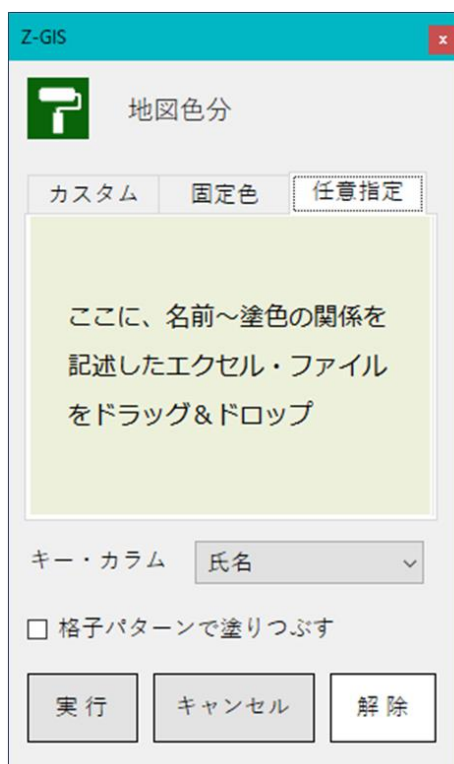 Z-GIS
x
地図色分
カスタム 固定色 任意指定
ここに、名前～塗色の関係を
記述したエクセル・ファイル
をドラッグ＆ドロップ
キー・カラム 氏名
格子パターンで塗りつぶす
実行 キャンセル 解除